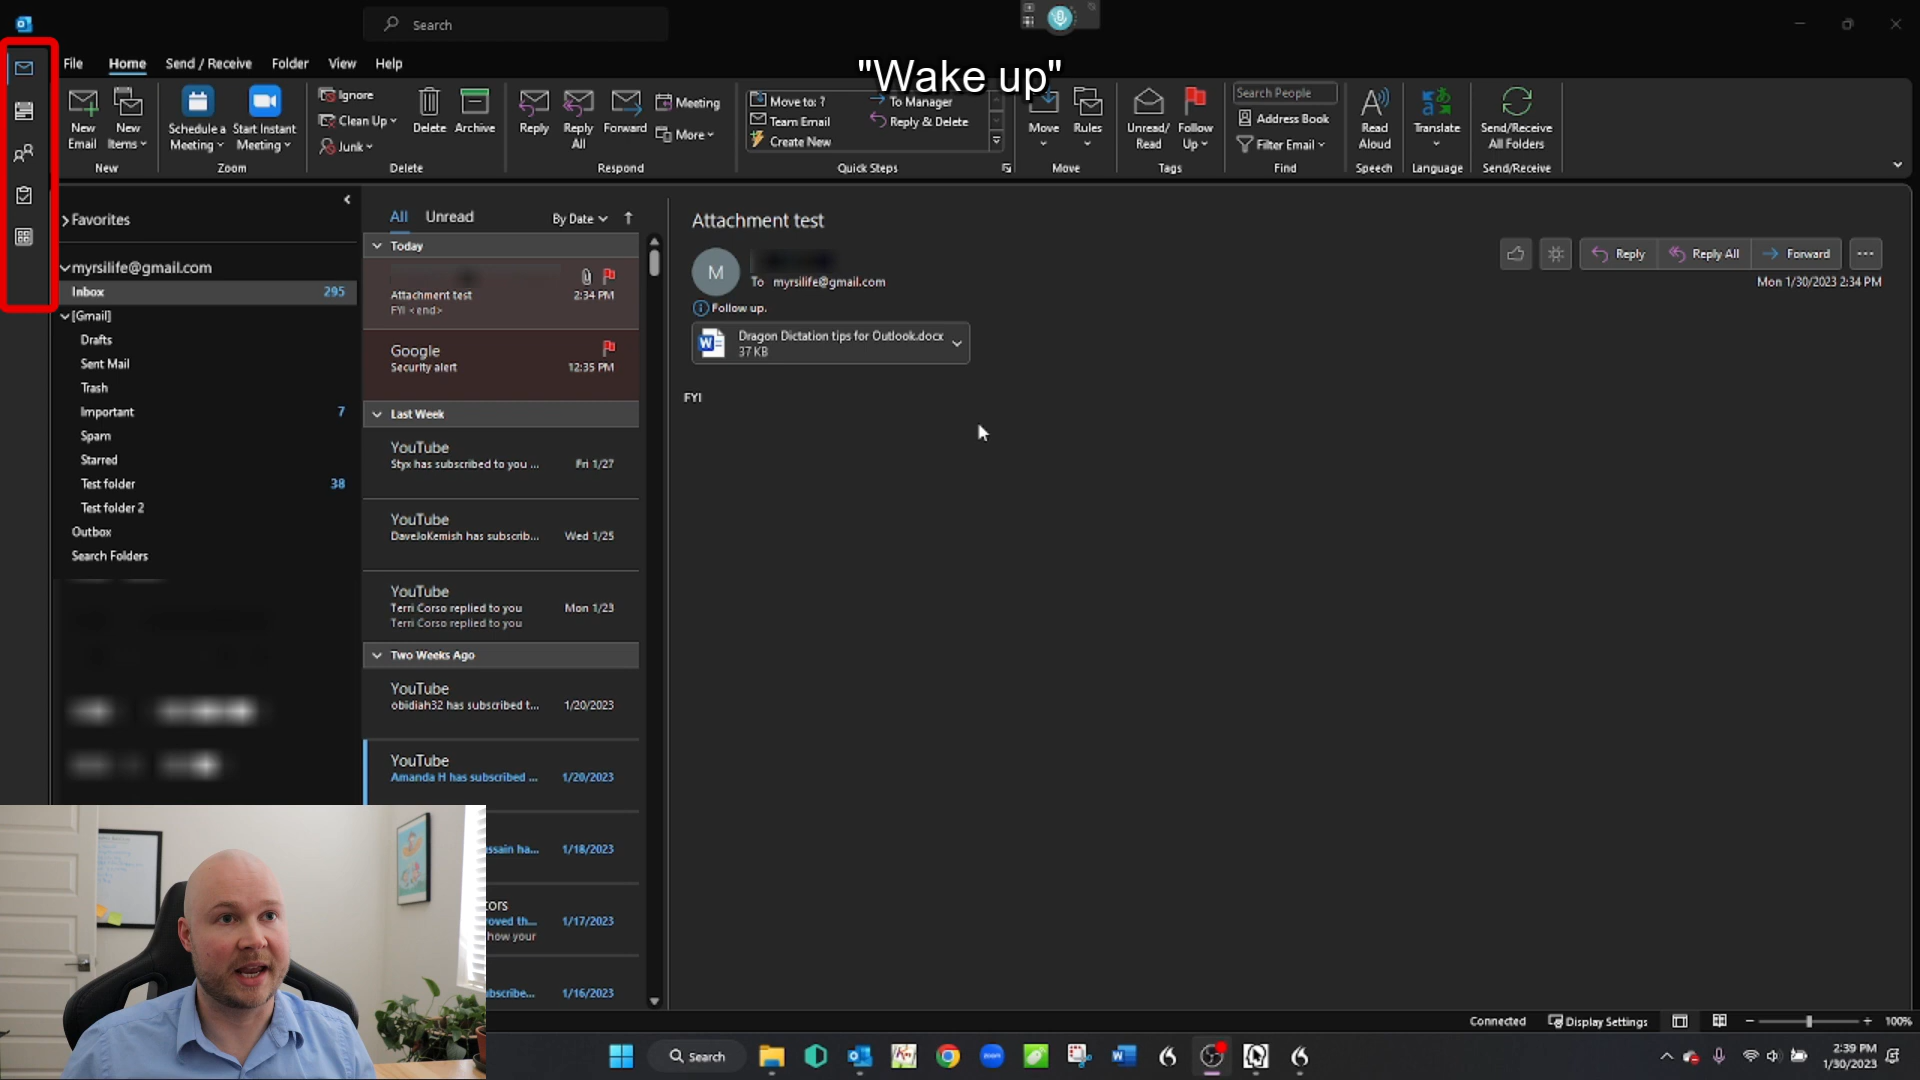 Search
"Wake up"
File Home Send / Receive Folder View Help
New Email
New Items
New
Schedule a Meeting
Start Instant Meeting
Zoom
Ignore
Clean Up
Junk
Delete
Archive
Delete
Reply
Reply All
Forward
Meeting
More
Respond
Move to: ?
Team Email
Create New
To Manager
Reply & Delete
Quick Steps
Move
Rules
Move
Unread/ Read
Follow Up
Tags
Search People
Address Book
Filter Email
Find
Read Aloud
Speech
Translate
Language
Send/Receive All Folders
Send/Receive
Favorites
myrsilife@gmail.com
Inbox 295
[Gmail]
Drafts
Sent Mail
Trash
Important 7
Spam
Starred
Test folder 38
Test folder 2
Outbox
Search Folders
All Unread By Date
Today
Attachment test 2:34 PM
FYI <end>
Google
Security alert 12:35 PM
Last Week
YouTube
Styx has subscribed to you ... Fri 1/27
YouTube
DaveJoKemish has subscrib... Wed 1/25
YouTube
Terri Corso replied to you Mon 1/23
Terri Corso replied to you
Two Weeks Ago
YouTube
obidiah32 has subscribed t... 1/20/2023
YouTube
Amanda H has subscribed ... 1/20/2023
ssain ha... 1/18/2023
tors
oved th... 1/17/2023
how your
bscribe... 1/16/2023
Attachment test
M
To myrsilife@gmail.com
Reply Reply All Forward
Mon 1/30/2023 2:34 PM
Follow up.
Dragon Dictation tips for Outlook.docx
37 KB
FYI
Connected Display Settings 100%
Search
zoom
2:39 PM
1/30/2023